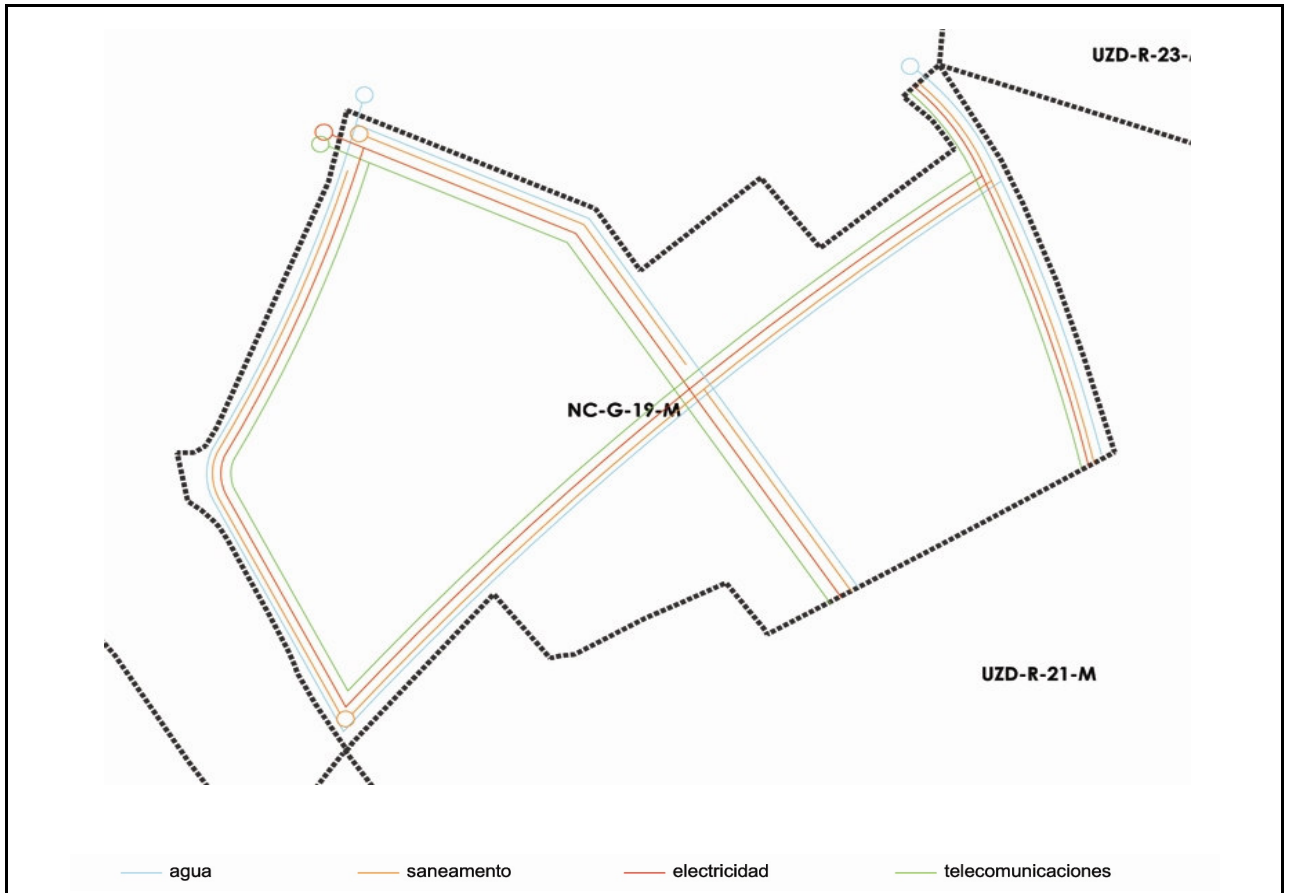 UZD-R-23-
NC-G-19-M
UZD-R-21-M
agua
saneamento
electricidad
telecomunicaciones